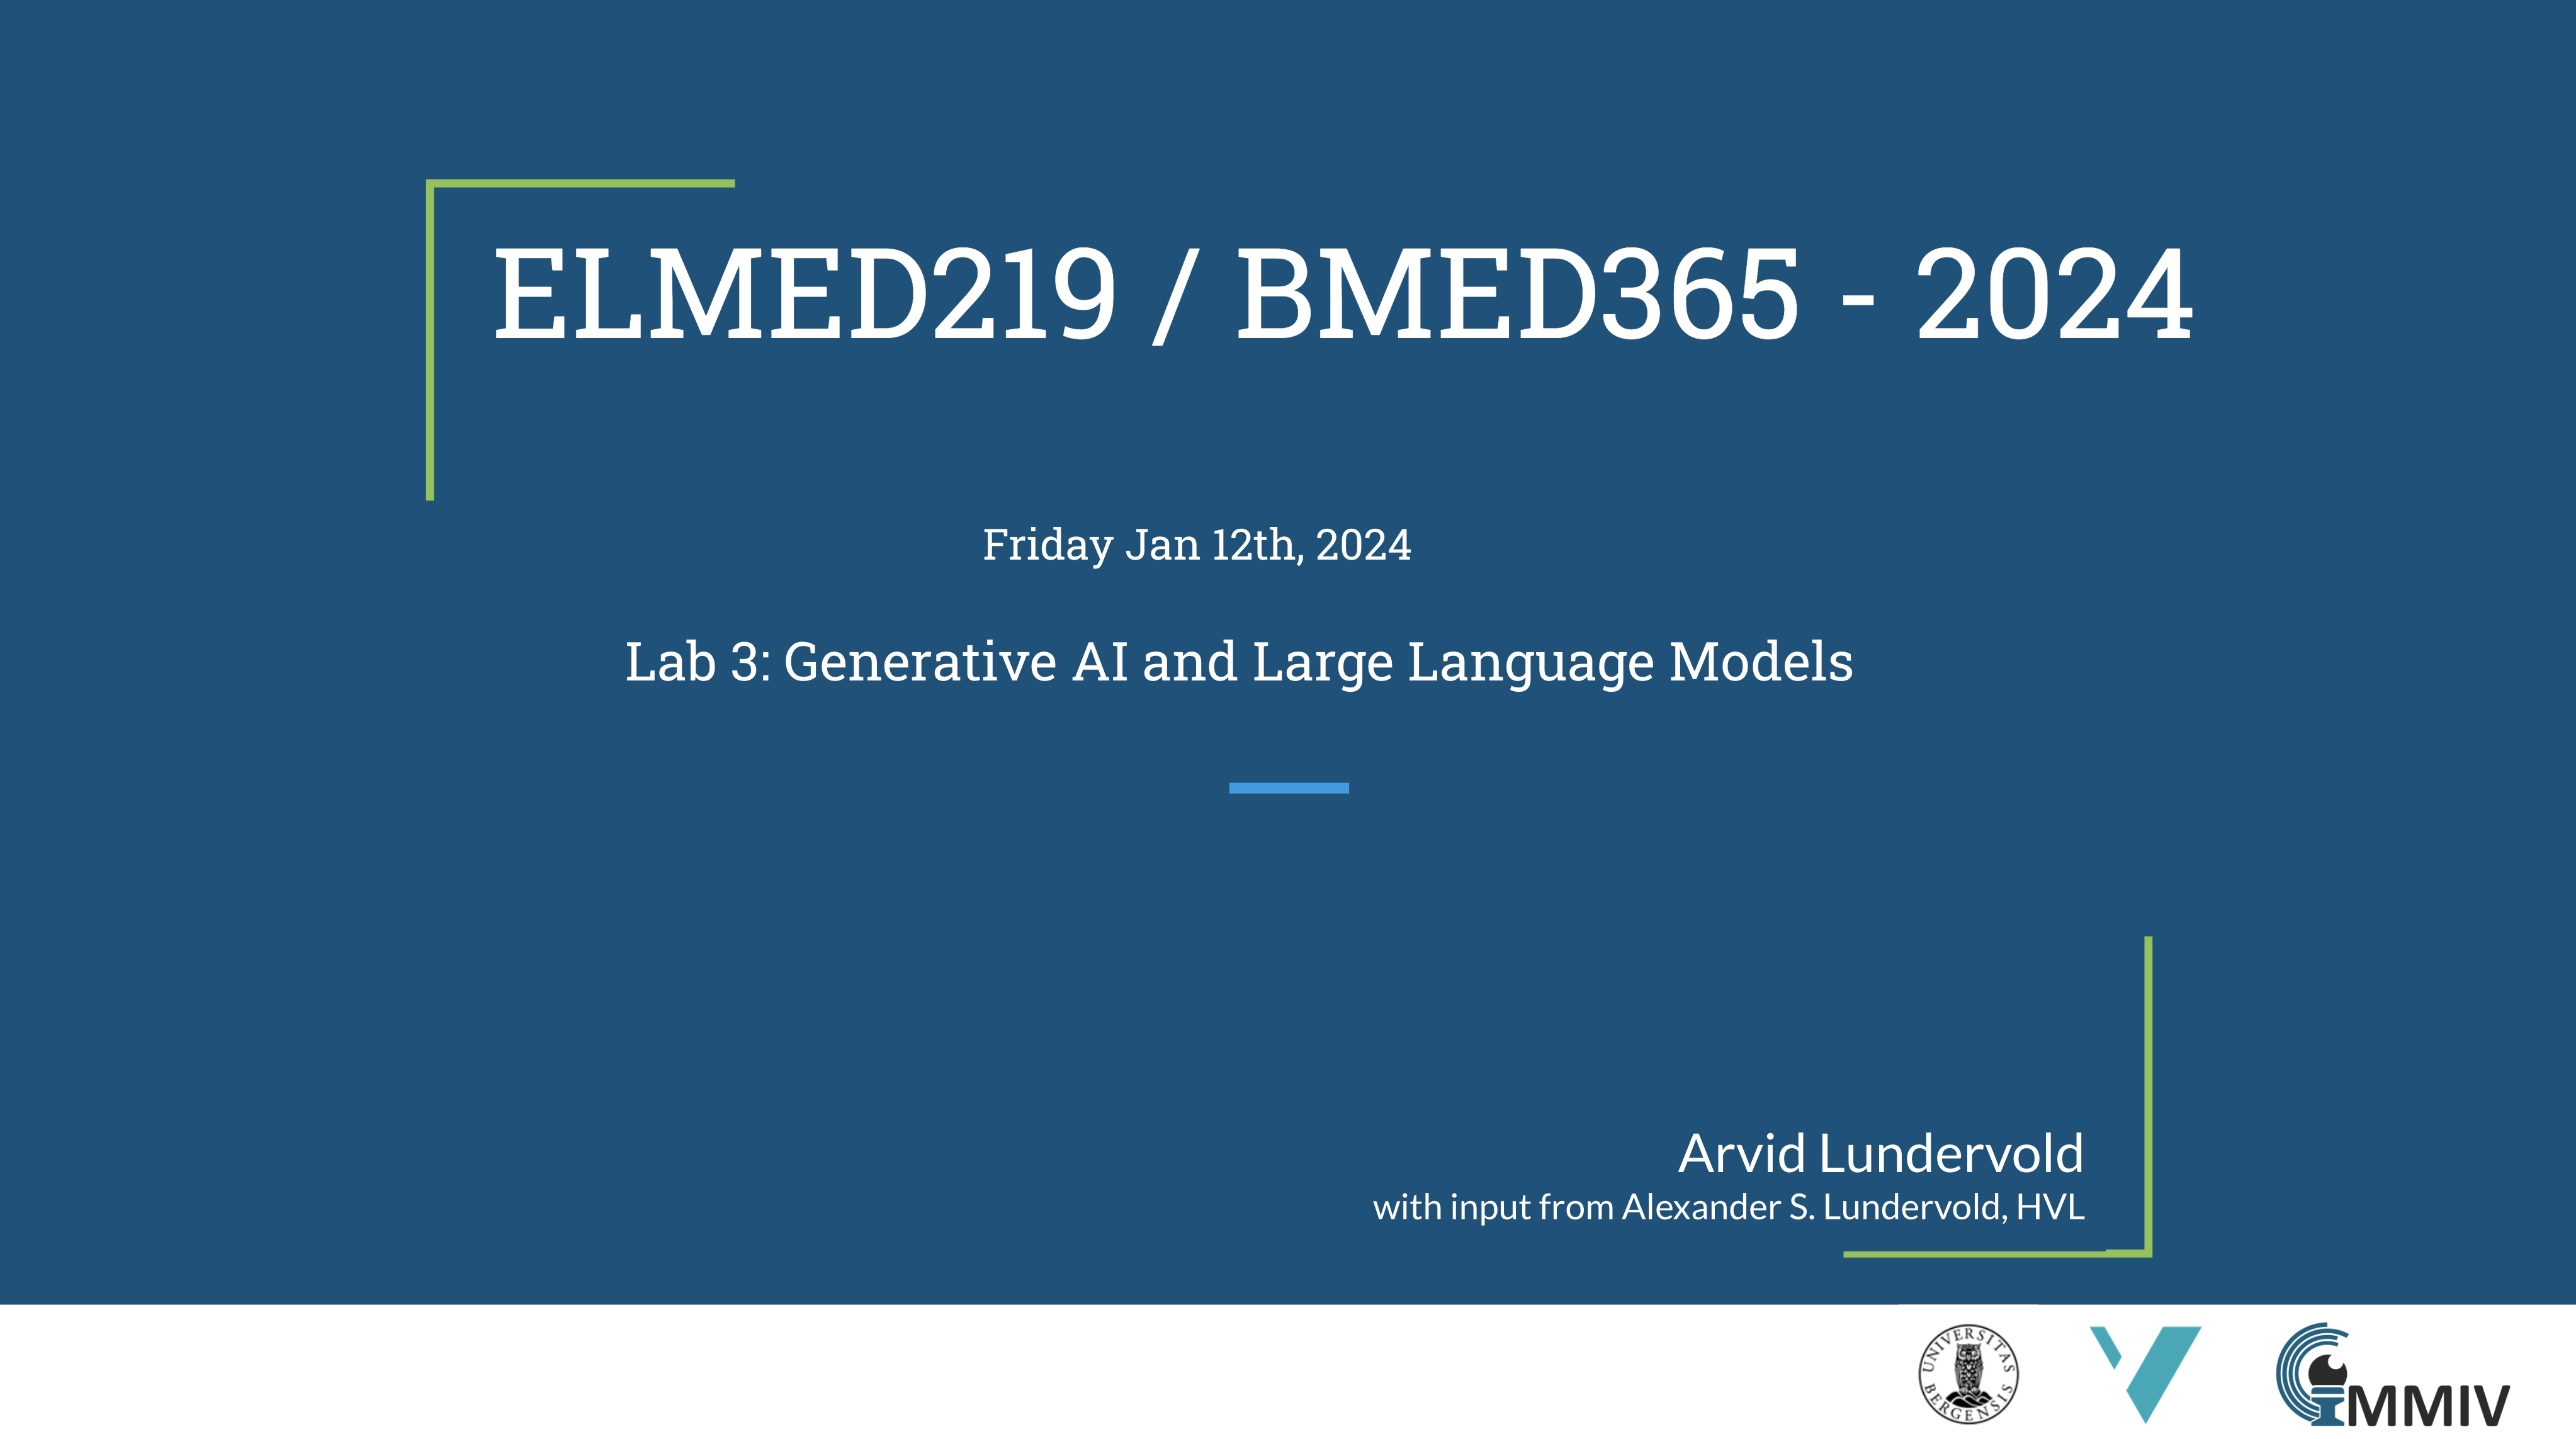 ELMED219 / BMED365 - 2024
Friday Jan 12th, 2024
Lab 3: Generative AI and Large Language Models
Arvid Lundervold
with input from Alexander S. Lundervold, HVL
UNIVERSITAS BERGENSIS
MMIV